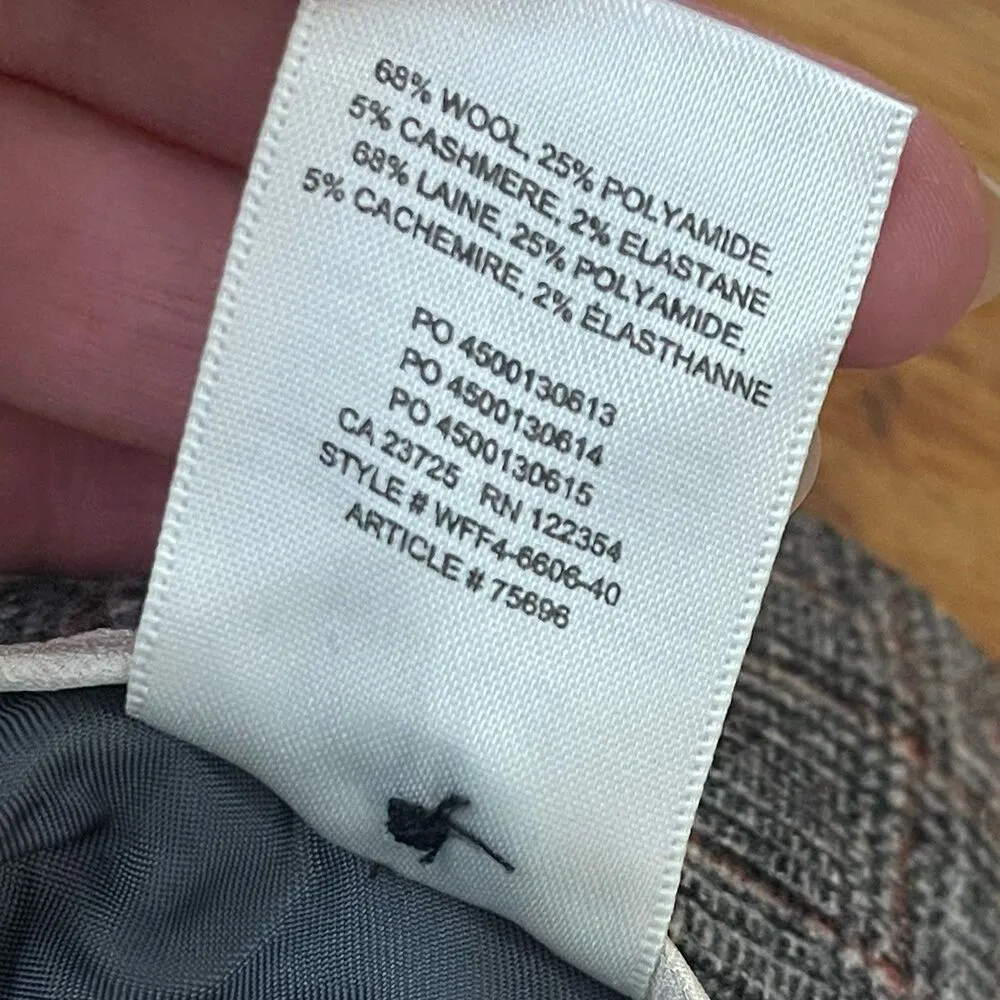 68% WOOL, 25% POLYAMIDE,
5% CASHMERE, 2% ELASTANE
68% LAINE, 25% POLYAMIDE,
5% CACHEMIRE, 2% ÉLASTHANNE
PO 4500130613
PO 4500130614
PO 4500130615
CA 23725 RN 122354
STYLE # WFF4-6606-40
ARTICLE # 75696